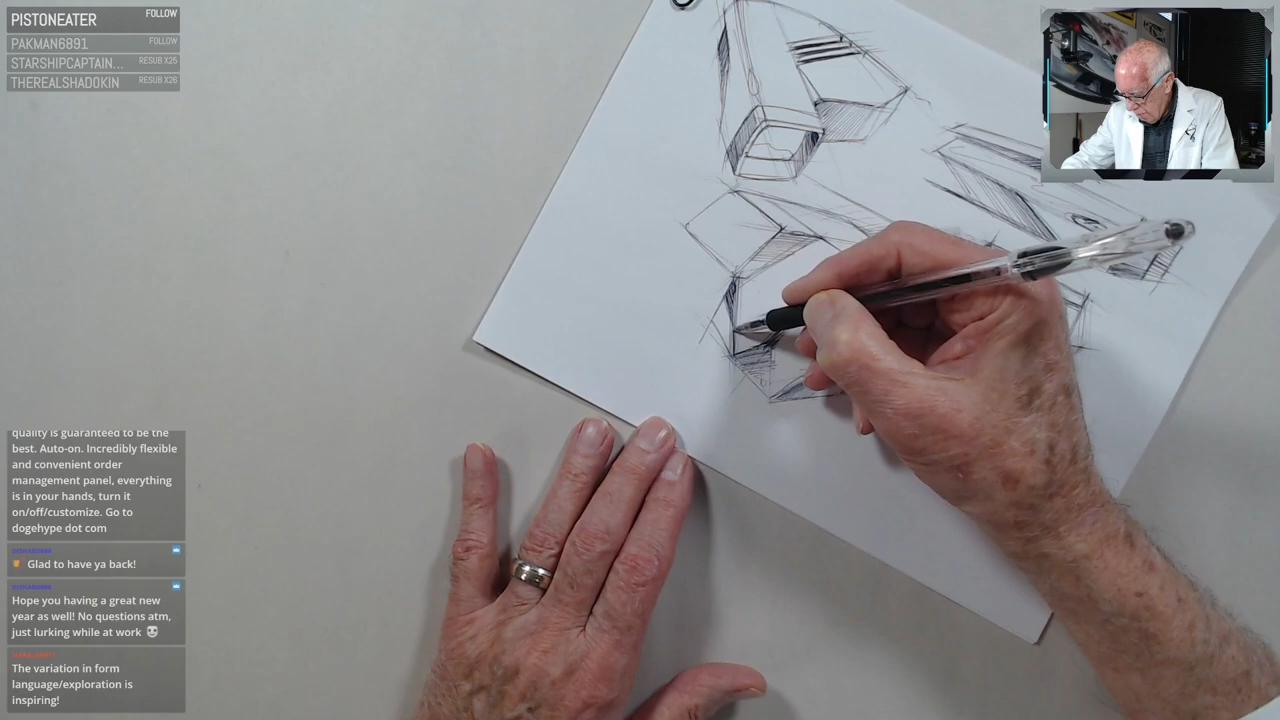 PISTONEATER FOLLOW
PAKMAN6891 FOLLOW
STARSHIPCAPTAIN... RESUB X25
THEREALSHADOKIN RESUB X26
quality is guaranteed to be the
best. Auto-on. Incredibly flexible
and convenient order
management panel, everything
is in your hands, turn it
on/off/customize. Go to
dogehype dot com
Glad to have ya back!
Hope you having a great new
year as well! No questions atm,
just lurking while at work
The variation in form
language/exploration is
inspiring!